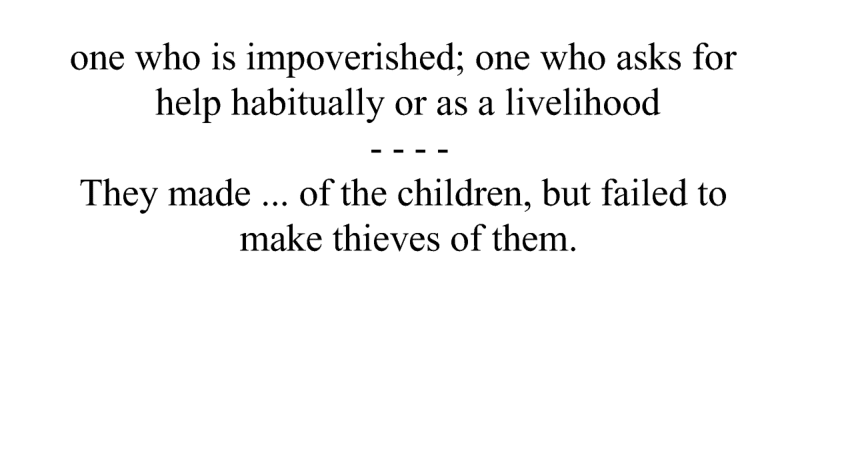 one who is impoverished; one who asks for
help habitually or as a livelihood
- - - -
They made ... of the children, but failed to
make thieves of them.